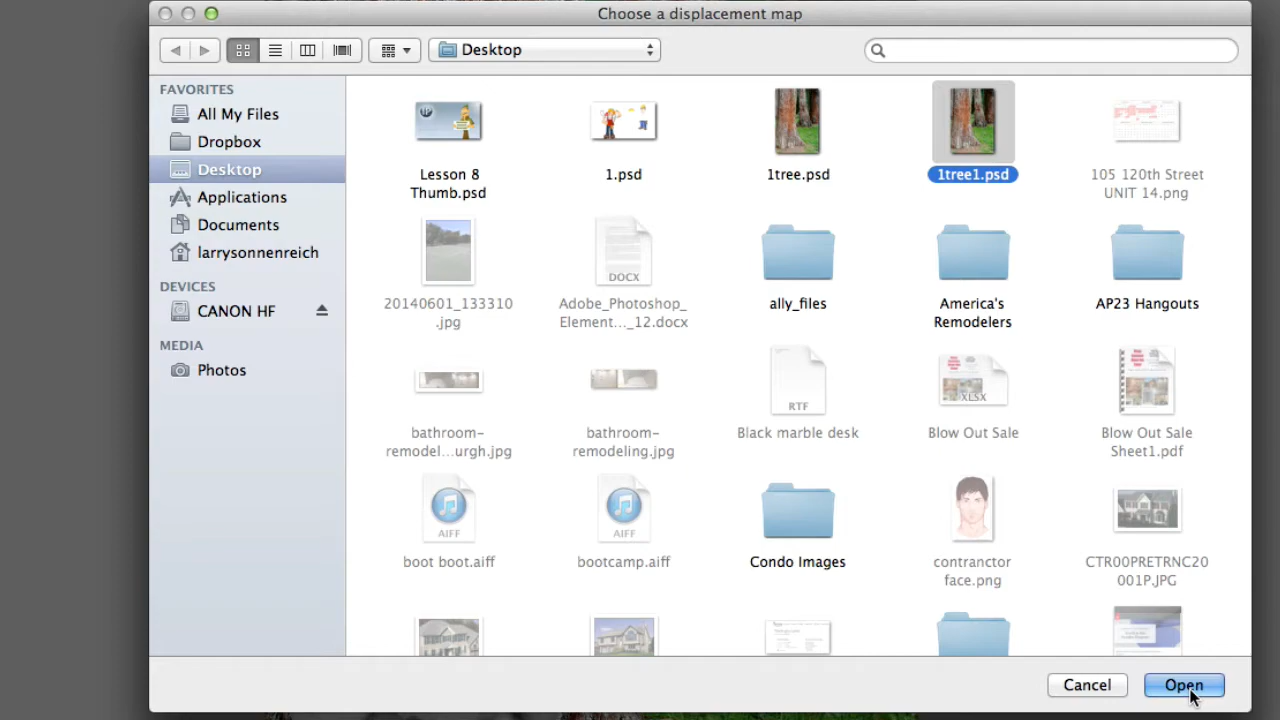 Choose a displacement map
Desktop
FAVORITES
All My Files
Dropbox
Desktop
Applications
Documents
larrysonnenreich
DEVICES
CANON HF
MEDIA
Photos
Lesson 8
Thumb.psd
1.psd
1tree.psd
1tree1.psd
105 120th Street
UNIT 14.png
20140601_133310
.jpg
DOCX
Adobe_Photoshop_
Element..._12.docx
ally_files
America's
Remodelers
AP23 Hangouts
bathroom-
remodel...urgh.jpg
bathroom-
remodeling.jpg
RTF
Black marble desk
XLSX
Blow Out Sale
Blow Out Sale
Sheet1.pdf
AIFF
boot boot.aiff
AIFF
bootcamp.aiff
Condo Images
contranctor
face.png
CTR00PRETRNC20
001P.JPG
Cancel
Open